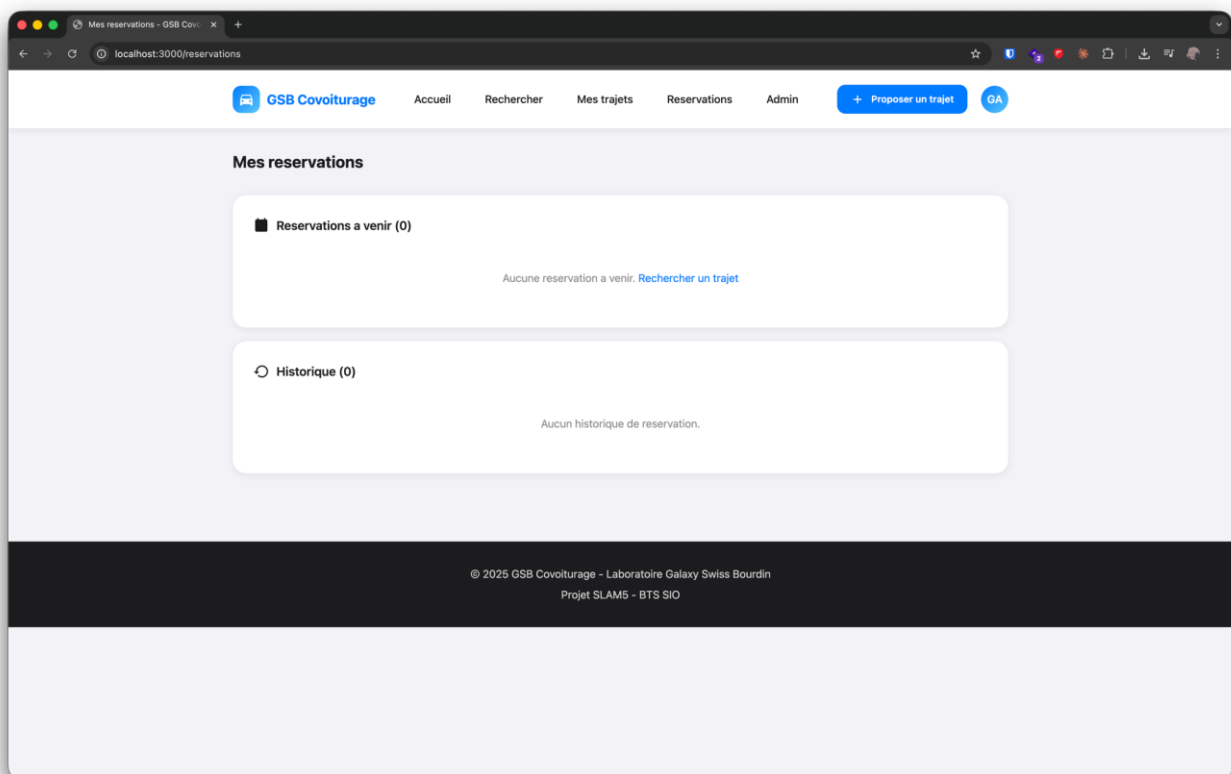 Mes reservations - GSB Covo
localhost:3000/reservations
2
GSB Covoiturage
Accueil
Rechercher
Mes trajets
Reservations
Admin
+ Proposer un trajet
GA
Mes reservations
Reservations a venir (0)
Aucune reservation a venir. Rechercher un trajet
Historique (0)
Aucun historique de reservation.
© 2025 GSB Covoiturage - Laboratoire Galaxy Swiss Bourdin
Projet SLAM5 - BTS SIO